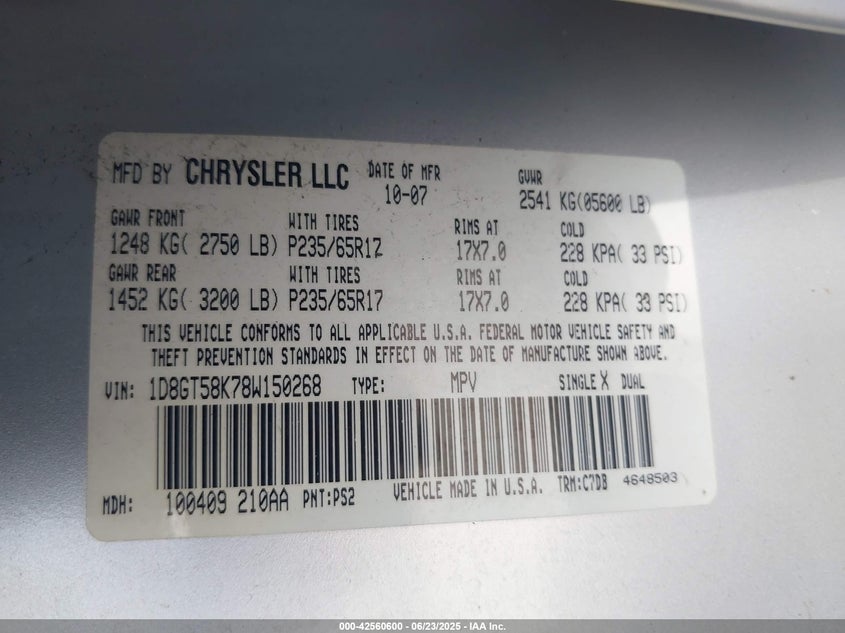 MFD BY CHRYSLER LLC DATE OF MFR 10-07 GVWR 2541 KG(05600 LB)
GAWR FRONT WITH TIRES RIMS AT COLD
1248 KG( 2750 LB) P235/65R17 17X7.0 228 KPA( 33 PSI)
GAWR REAR WITH TIRES RIMS AT COLD
1452 KG( 3200 LB) P235/65R17 17X7.0 228 KPA( 33 PSI)
THIS VEHICLE CONFORMS TO ALL APPLICABLE U.S.A. FEDERAL MOTOR VEHICLE SAFETY AND
THEFT PREVENTION STANDARDS IN EFFECT ON THE DATE OF MANUFACTURE SHOWN ABOVE.
VIN: 1D8GT58K78W150268 TYPE: MPV SINGLE X DUAL
MDH: 100409 210AA PNT:PS2 VEHICLE MADE IN U.S.A. TRM:C7DB 4648503
000-42560600 - 06/23/2025 - IAA Inc.